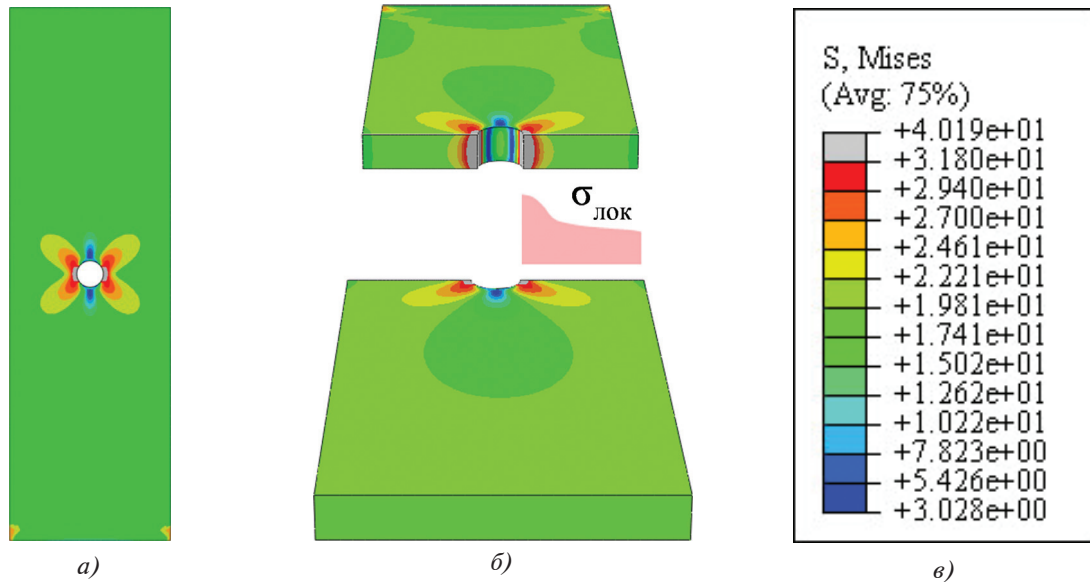 S, Mises
(Avg: 75%)
+4.019e+01
+3.180e+01
+2.940e+01
+2.700e+01
+2.461e+01
+2.221e+01
+1.981e+01
+1.741e+01
+1.502e+01
+1.262e+01
+1.022e+01
+7.823e+00
+5.426e+00
+3.028e+00
σлок
а)
б)
в)